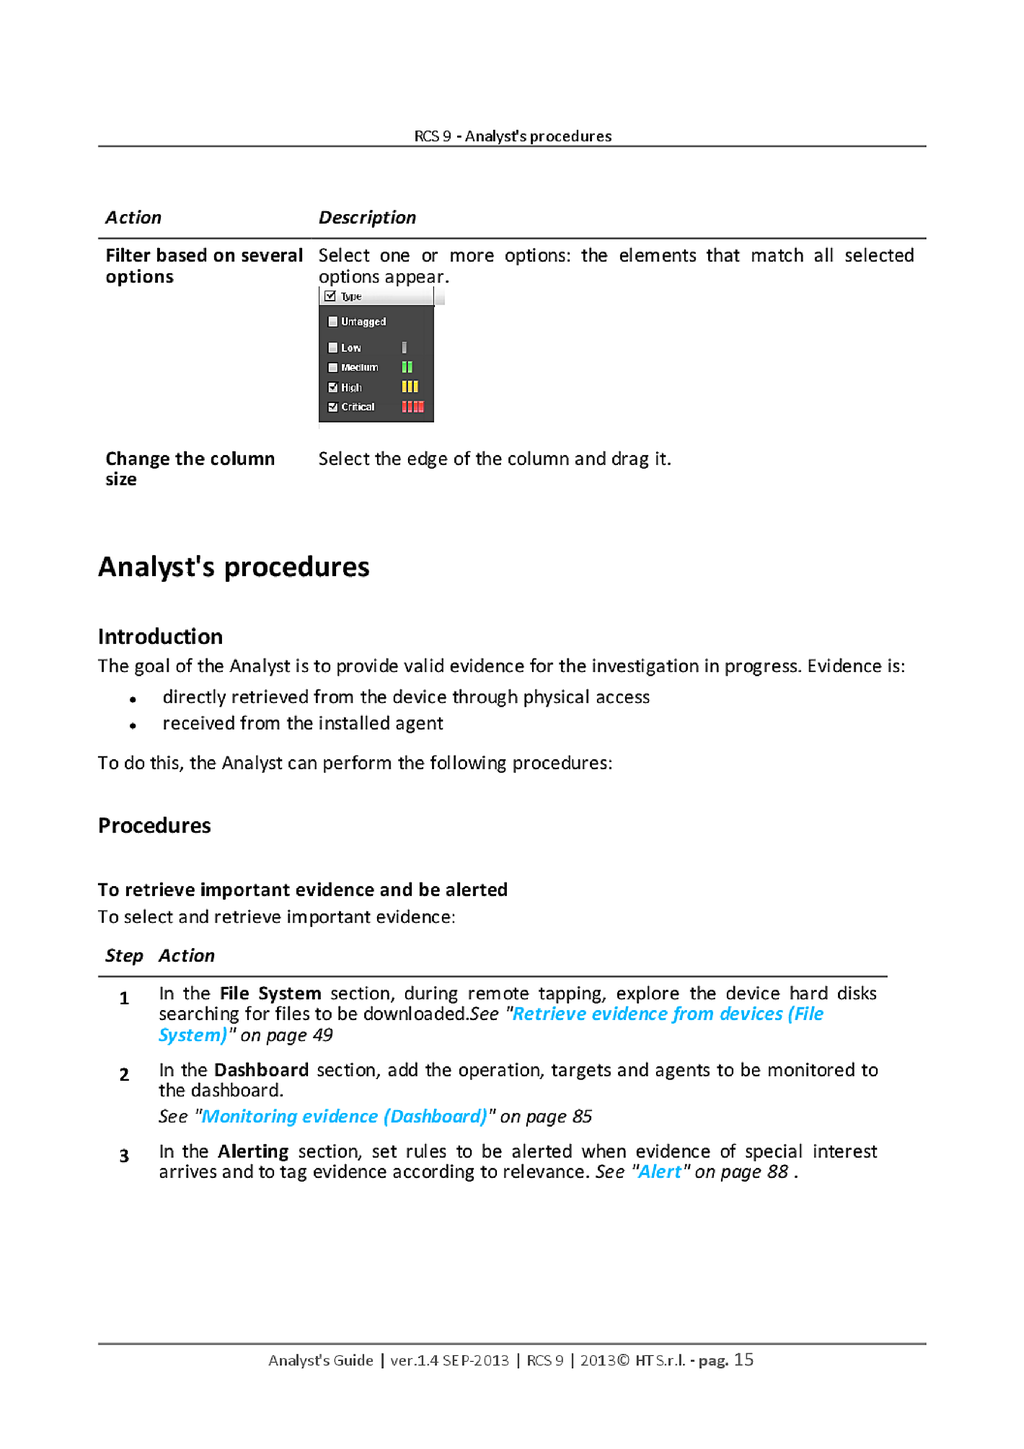 RCS 9 - Analyst's procedures
Action Description
Filter based on several Select one or more options: the elements that match all selected
options options appear.
Type
Untagged
Low
Medium
High
Critical
Change the column Select the edge of the column and drag it.
size
Analyst's procedures
Introduction
The goal of the Analyst is to provide valid evidence for the investigation in progress. Evidence is:
• directly retrieved from the device through physical access
• received from the installed agent
To do this, the Analyst can perform the following procedures:
Procedures
To retrieve important evidence and be alerted
To select and retrieve important evidence:
Step Action
1 In the File System section, during remote tapping, explore the device hard disks
searching for files to be downloaded.See "Retrieve evidence from devices (File
System)" on page 49
2 In the Dashboard section, add the operation, targets and agents to be monitored to
the dashboard.
See "Monitoring evidence (Dashboard)" on page 85
3 In the Alerting section, set rules to be alerted when evidence of special interest
arrives and to tag evidence according to relevance. See "Alert" on page 88 .
Analyst's Guide | ver.1.4 SEP-2013 | RCS 9 | 2013© HT S.r.l. - pag. 15